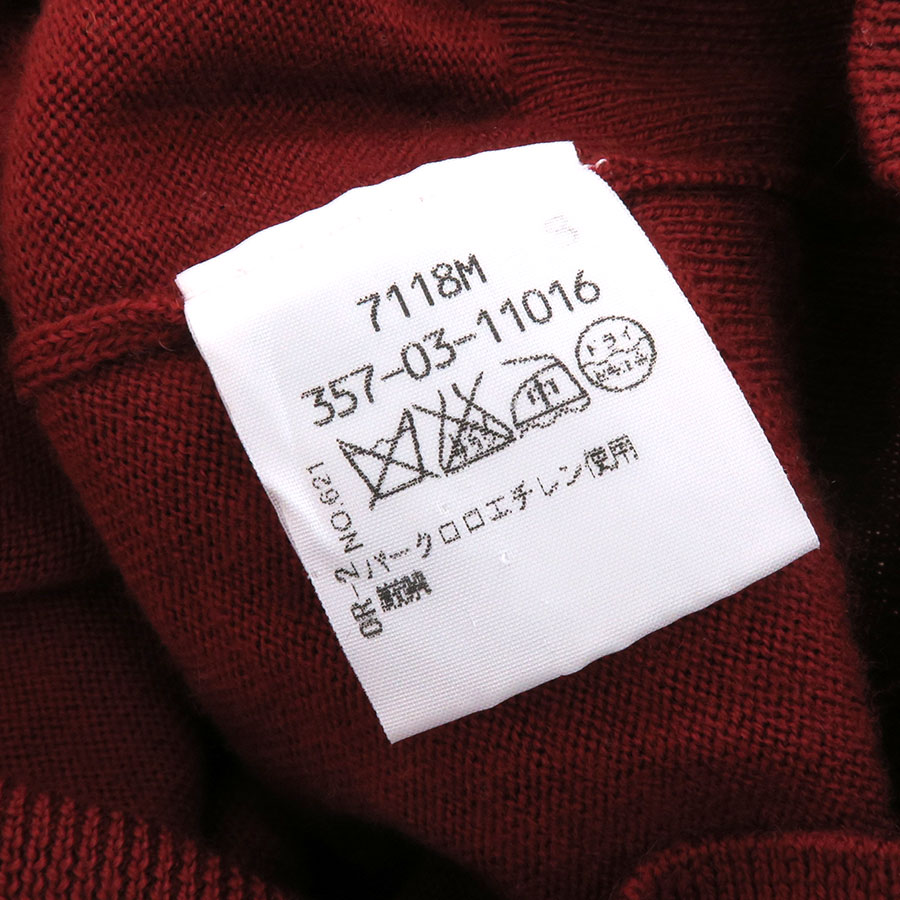 7118M
357-03-11016
ドライ
中
パークロロエチレン使用
OR-2 NO.621